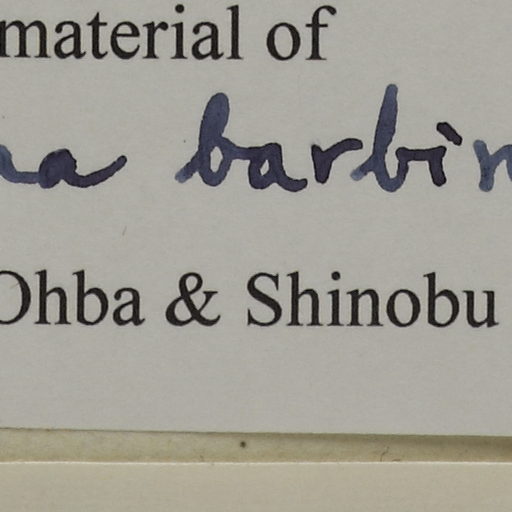 material of
a barbin
Ohba & Shinobu